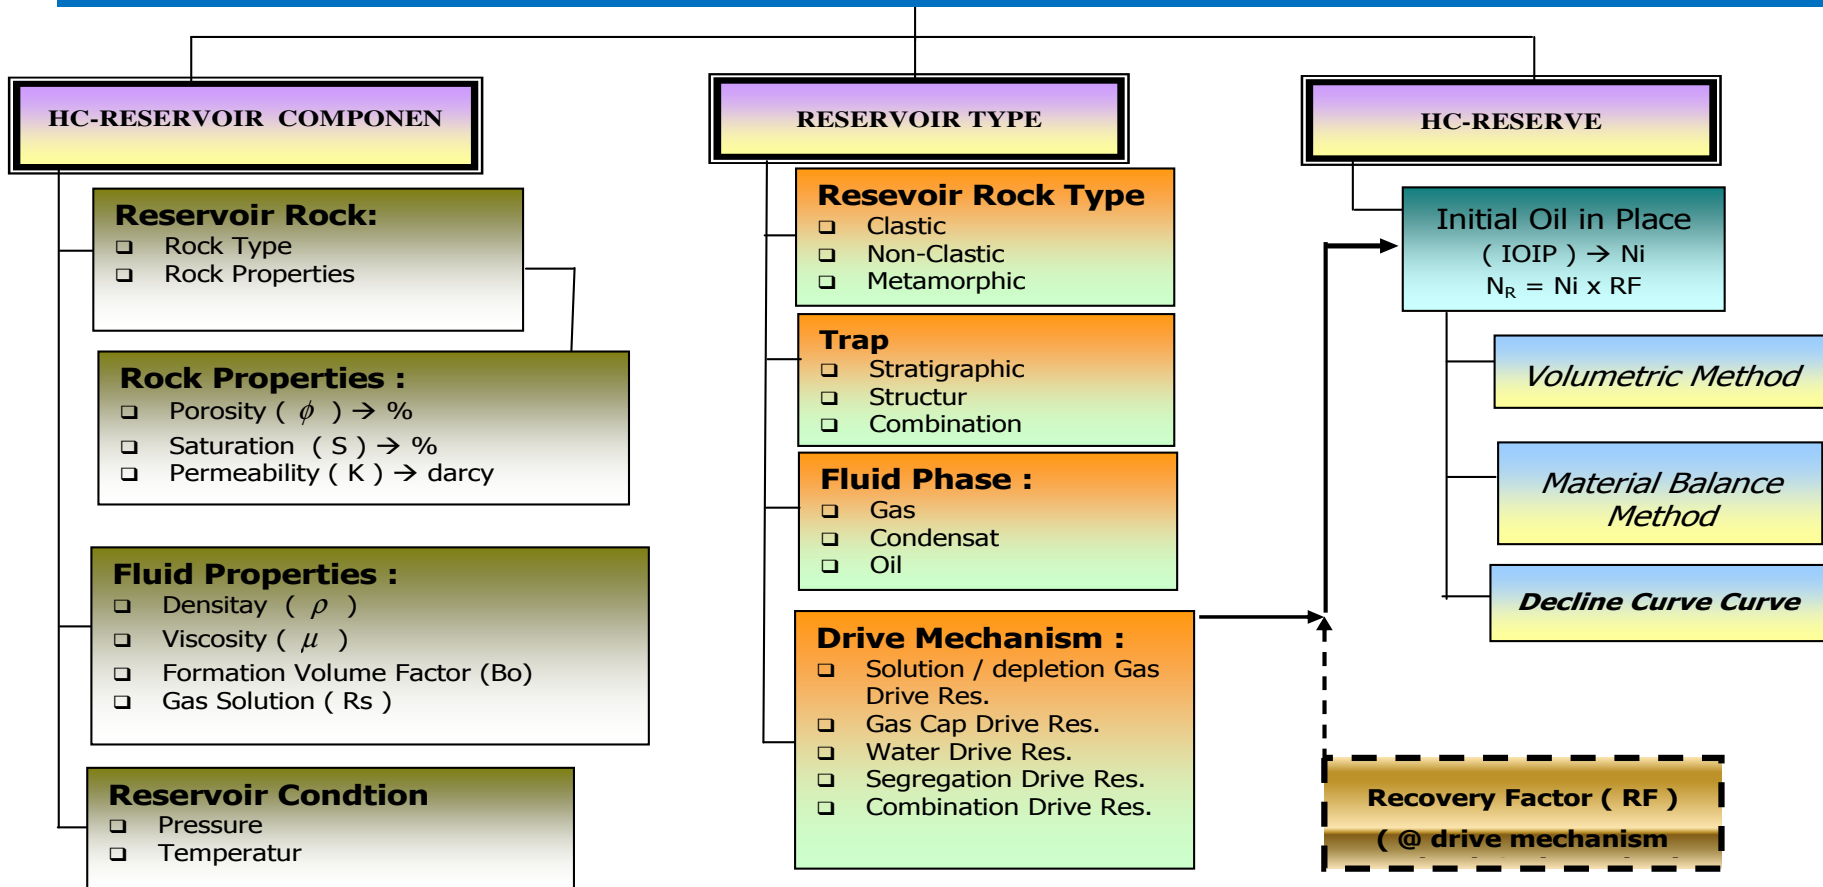 HC-RESERVOIR COMPONEN
Reservoir Rock:
❑ Rock Type
❑ Rock Properties
Rock Properties :
❑ Porosity ( ϕ ) → %
❑ Saturation ( S ) → %
❑ Permeability ( K ) → darcy
Fluid Properties :
❑ Densitay ( ρ )
❑ Viscosity ( μ )
❑ Formation Volume Factor (Bo)
❑ Gas Solution ( Rs )
Reservoir Condtion
❑ Pressure
❑ Temperatur
RESERVOIR TYPE
Resevoir Rock Type
❑ Clastic
❑ Non-Clastic
❑ Metamorphic
Trap
❑ Stratigraphic
❑ Structur
❑ Combination
Fluid Phase :
❑ Gas
❑ Condensat
❑ Oil
Drive Mechanism :
❑ Solution / depletion Gas
Drive Res.
❑ Gas Cap Drive Res.
❑ Water Drive Res.
❑ Segregation Drive Res.
❑ Combination Drive Res.
HC-RESERVE
Initial Oil in Place
( IOIP ) → Ni
N_R = Ni x RF
Volumetric Method
Material Balance
Method
Decline Curve Curve
Recovery Factor ( RF )
( @ drive mechanism